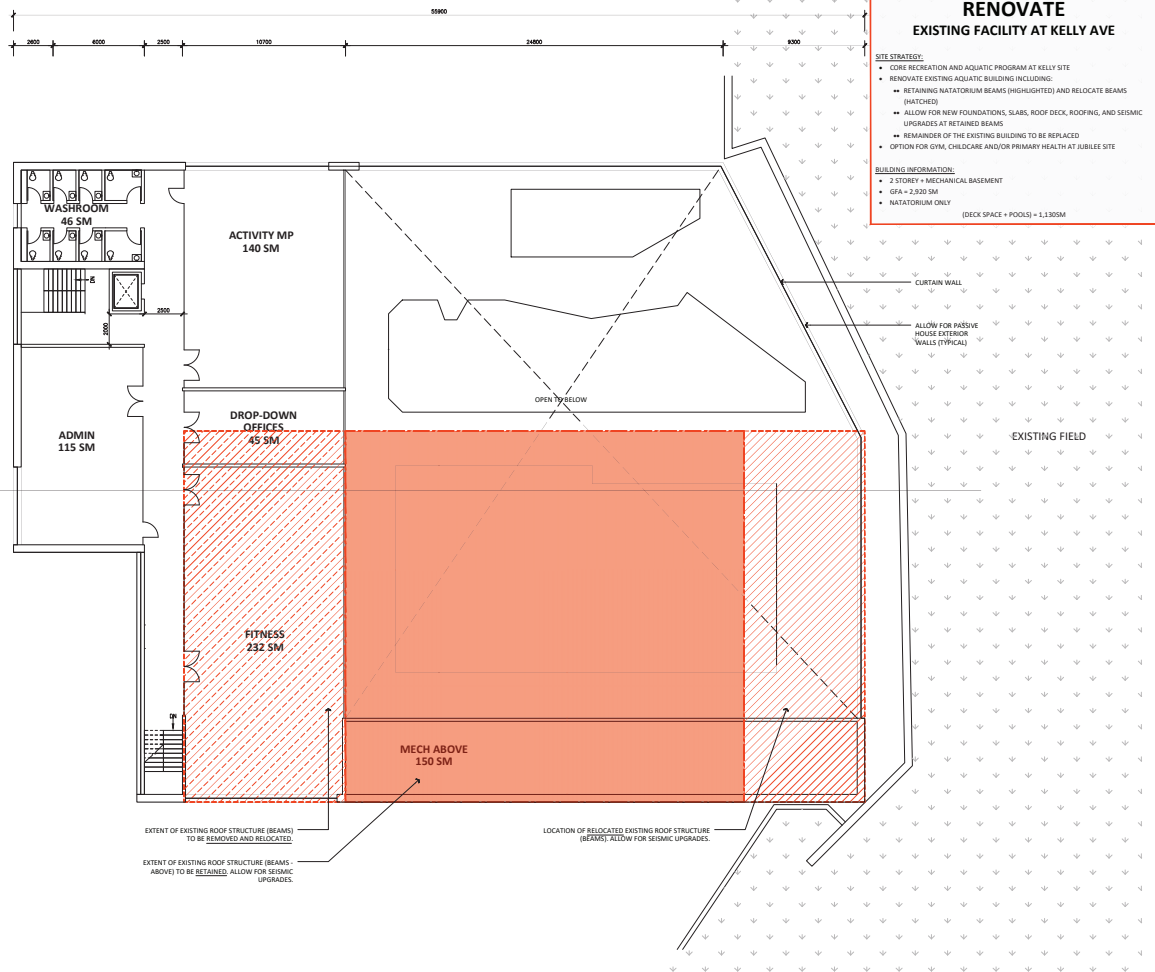 55900
2600
6000
2500
10700
24800
9300
RENOVATE
EXISTING FACILITY AT KELLY AVE
SITE STRATEGY:
• CORE RECREATION AND AQUATIC PROGRAM AT KELLY SITE
• RENOVATE EXISTING AQUATIC BUILDING INCLUDING:
•• RETAINING NATATORIUM BEAMS (HIGHLIGHTED) AND RELOCATE BEAMS
(HATCHED)
•• ALLOW FOR NEW FOUNDATIONS, SLABS, ROOF DECK, ROOFING, AND SEISMIC
UPGRADES AT RETAINED BEAMS
•• REMAINDER OF THE EXISTING BUILDING TO BE REPLACED
• OPTION FOR GYM, CHILDCARE AND/OR PRIMARY HEALTH AT JUBILEE SITE
BUILDING INFORMATION:
• 2 STOREY + MECHANICAL BASEMENT
• GFA = 2,920 SM
• NATATORIUM ONLY
(DECK SPACE + POOLS) = 1,130SM
WASHROOM
46 SM
ACTIVITY MP
140 SM
DN
2500
2000
CURTAIN WALL
ALLOW FOR PASSIVE
HOUSE EXTERIOR
WALLS (TYPICAL)
OPEN TO BELOW
DROP-DOWN
OFFICES
45 SM
ADMIN
115 SM
EXISTING FIELD
FITNESS
232 SM
DN
MECH ABOVE
150 SM
EXTENT OF EXISTING ROOF STRUCTURE (BEAMS)
TO BE REMOVED AND RELOCATED.
LOCATION OF RELOCATED EXISTING ROOF STRUCTURE
(BEAMS). ALLOW FOR SEISMIC UPGRADES.
EXTENT OF EXISTING ROOF STRUCTURE (BEAMS -
ABOVE) TO BE RETAINED. ALLOW FOR SEISMIC
UPGRADES.